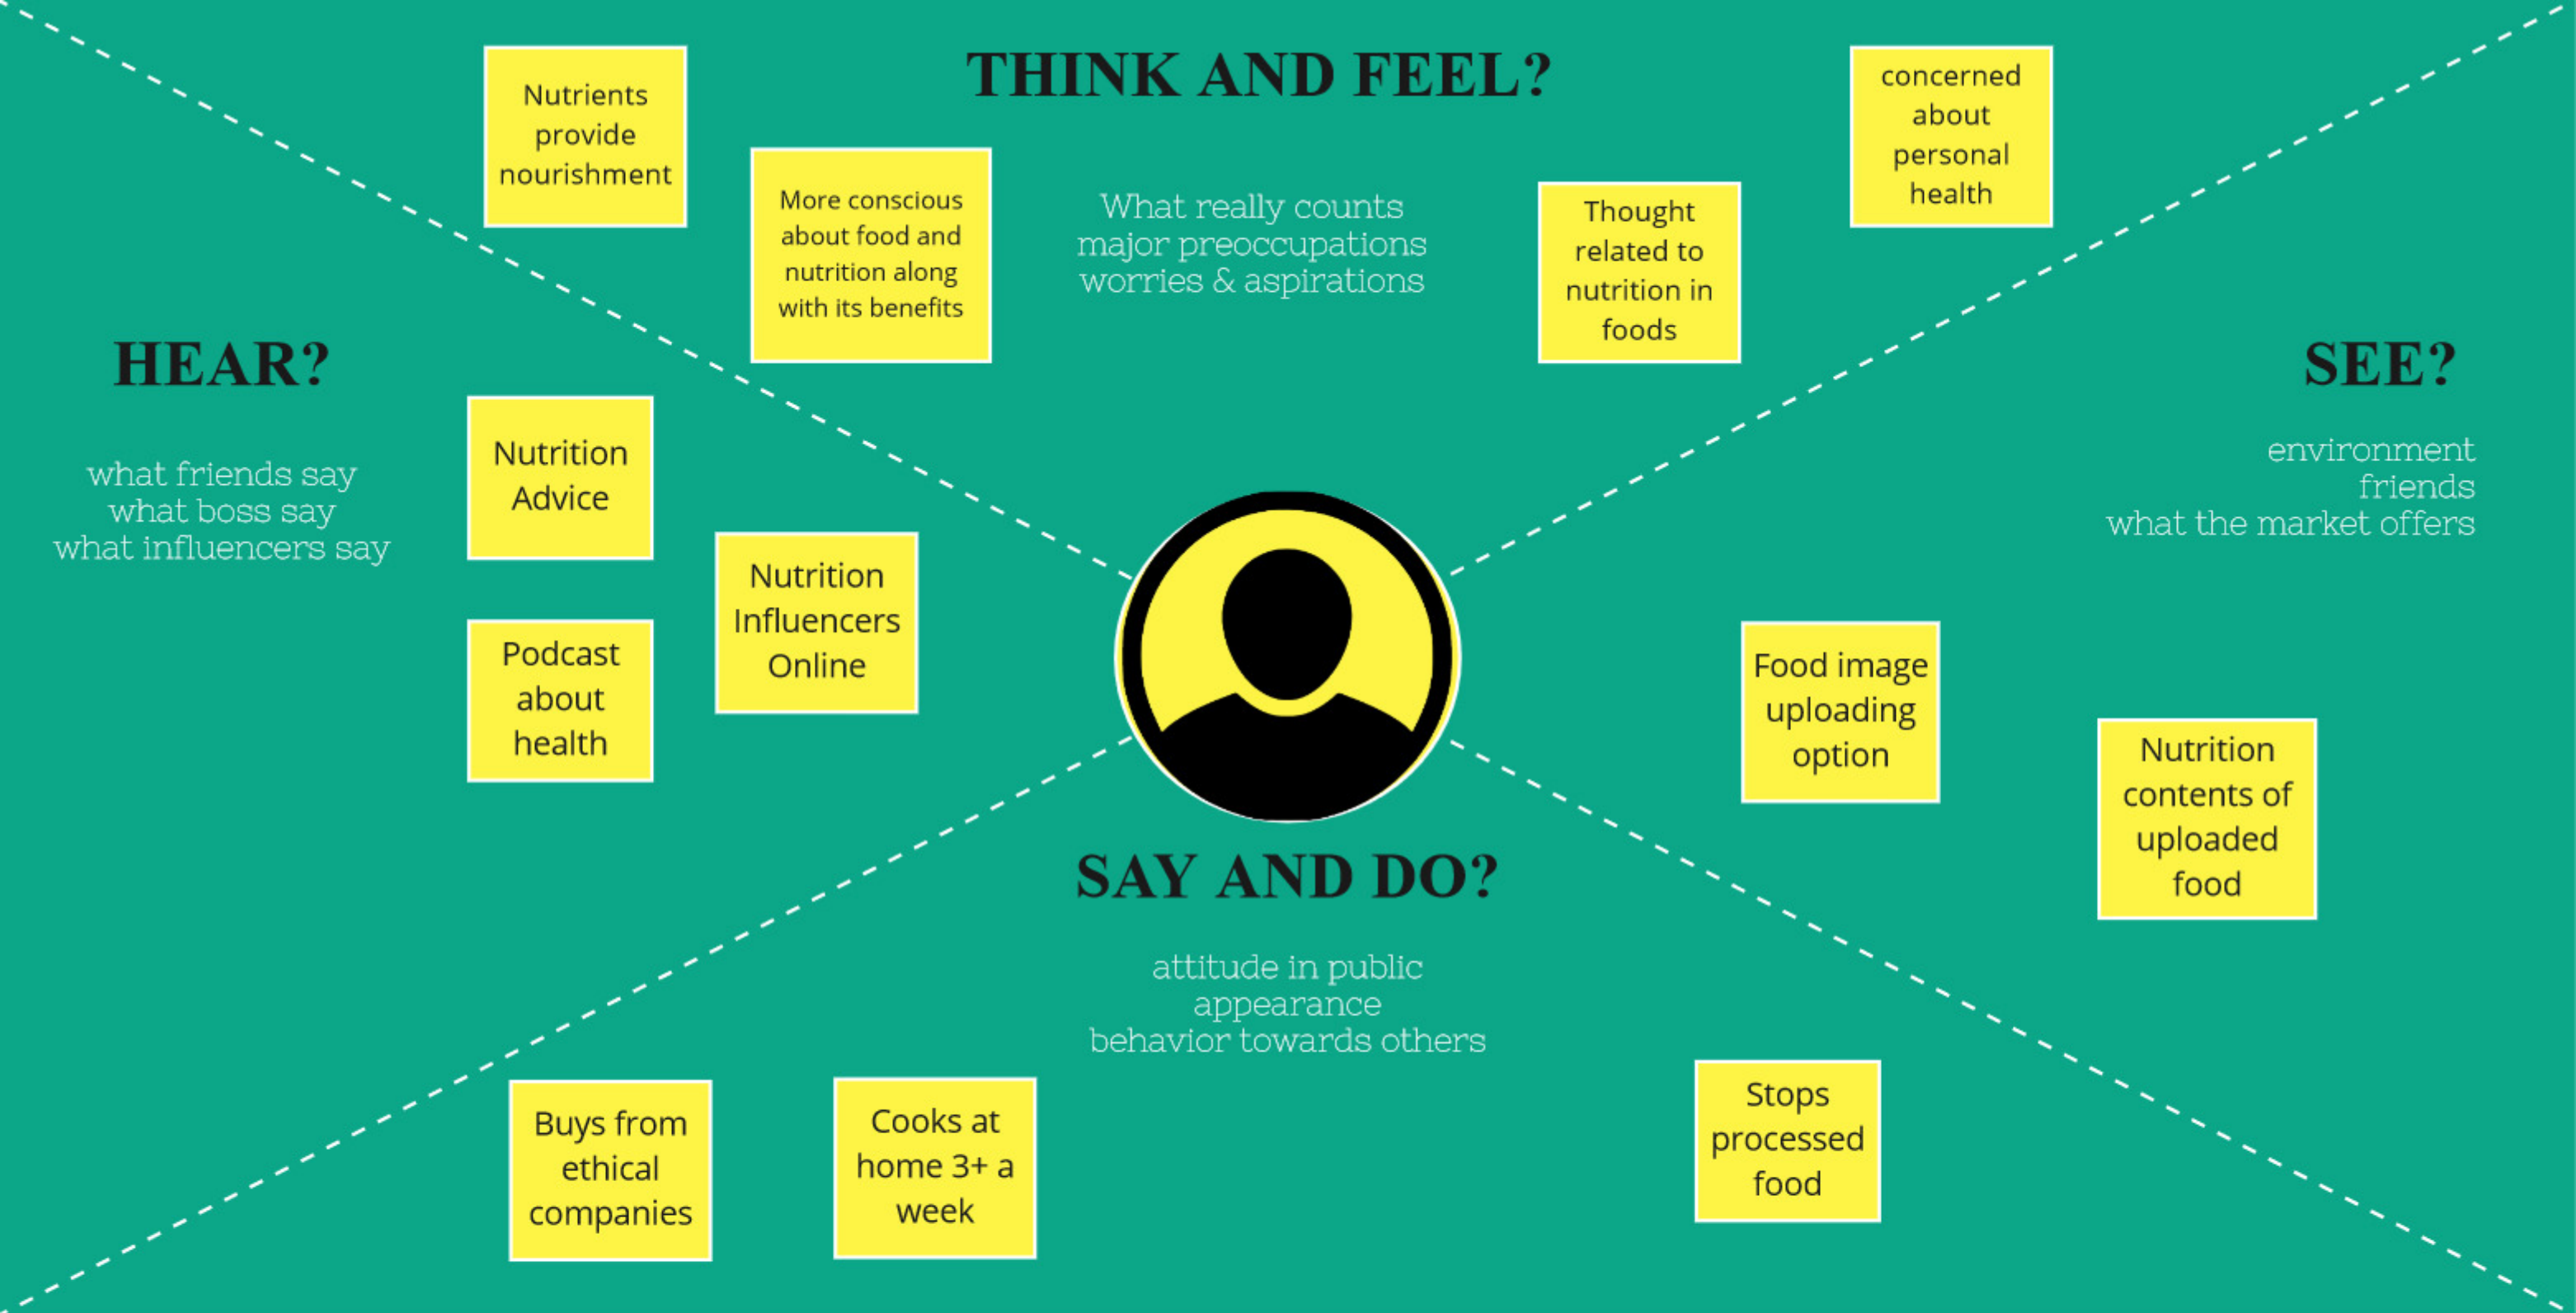 THINK AND FEEL?
What really counts
major preoccupations
worries & aspirations
Nutrients
provide
nourishment
More conscious
about food and
nutrition along
with its benefits
Thought
related to
nutrition in
foods
concerned
about
personal
health
HEAR?
what friends say
what boss say
what influencers say
Nutrition
Advice
Nutrition
Influencers
Online
Podcast
about
health
SEE?
environment
friends
what the market offers
Food image
uploading
option
Nutrition
contents of
uploaded
food
SAY AND DO?
attitude in public
appearance
behavior towards others
Buys from
ethical
companies
Cooks at
home 3+ a
week
Stops
processed
food